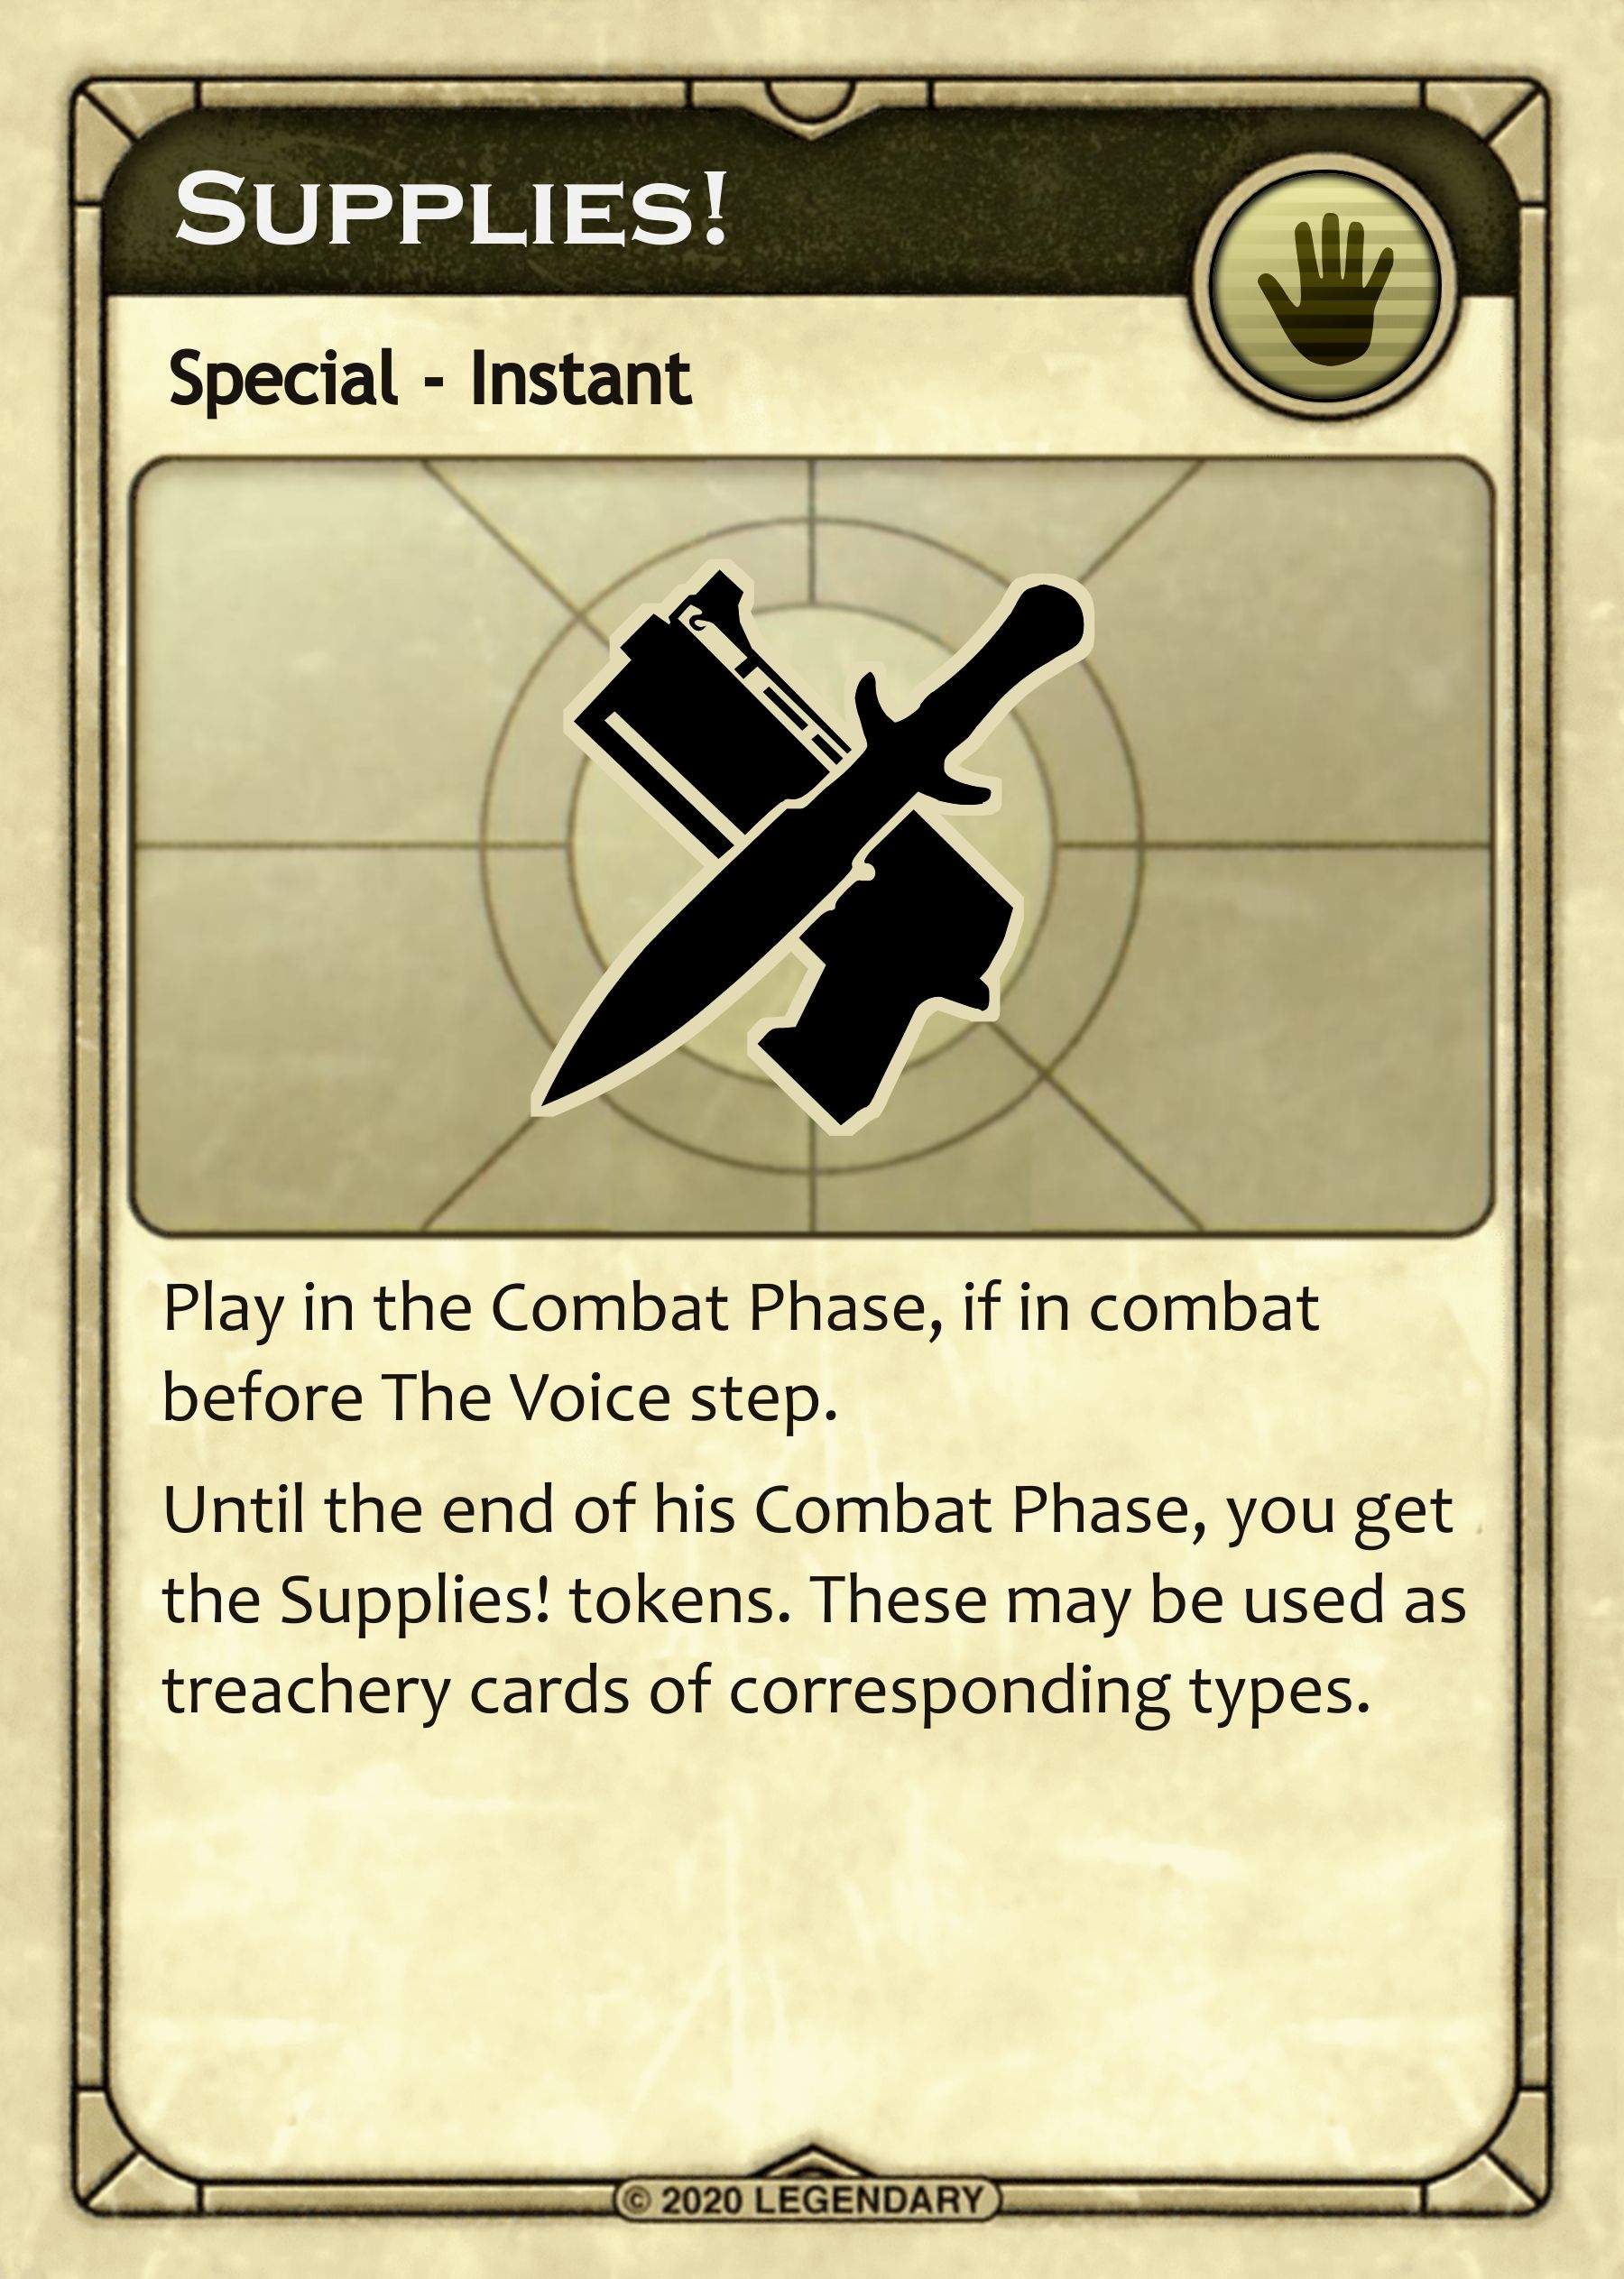 Supplies!
Special - Instant
Play in the Combat Phase, if in combat
before The Voice step.
Until the end of his Combat Phase, you get
the Supplies! tokens. These may be used as
treachery cards of corresponding types.
© 2020 LEGENDARY